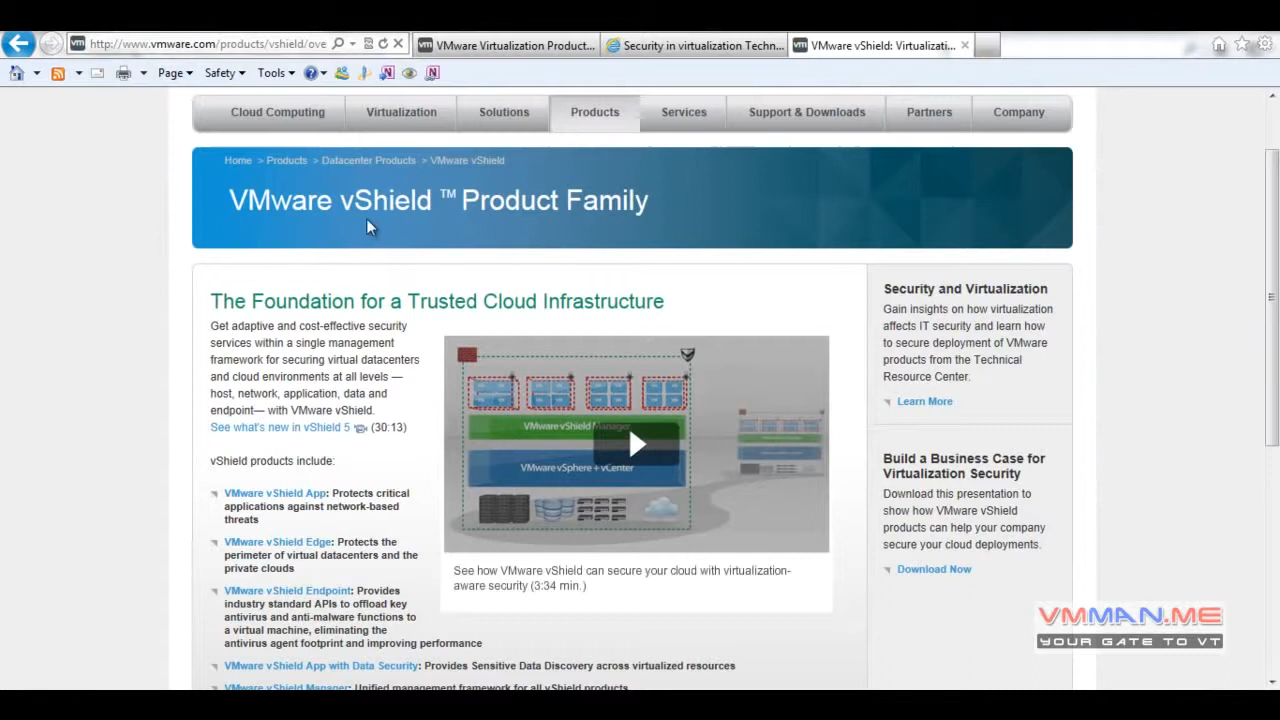 http://www.vmware.com/products/vshield/ove
VMware Virtualization Product...
Security in virtualization Techn...
VMware vShield: Virtualizati...
Page
Safety
Tools
Cloud Computing
Virtualization
Solutions
Products
Services
Support & Downloads
Partners
Company
Home > Products > Datacenter Products > VMware vShield
VMware vShield ™ Product Family
The Foundation for a Trusted Cloud Infrastructure
Get adaptive and cost-effective security
services within a single management
framework for securing virtual datacenters
and cloud environments at all levels —
host, network, application, data and
endpoint— with VMware vShield.
See what's new in vShield 5 (30:13)
vShield products include:
VMware vShield App: Protects critical
applications against network-based
threats
VMware vShield Edge: Protects the
perimeter of virtual datacenters and the
private clouds
VMware vShield Endpoint: Provides
industry standard APIs to offload key
antivirus and anti-malware functions to
a virtual machine, eliminating the
antivirus agent footprint and improving performance
VMware vShield App with Data Security: Provides Sensitive Data Discovery across virtualized resources
VMware vShield Manager: Unified management framework for all vShield products
VMware vShield Manager
VMware vSphere + vCenter
See how VMware vShield can secure your cloud with virtualization-
aware security (3:34 min.)
Security and Virtualization
Gain insights on how virtualization
affects IT security and learn how
to secure deployment of VMware
products from the Technical
Resource Center.
Learn More
Build a Business Case for
Virtualization Security
Download this presentation to
show how VMware vShield
products can help your company
secure your cloud deployments.
Download Now
VMMAN.ME
YOUR GATE TO VT